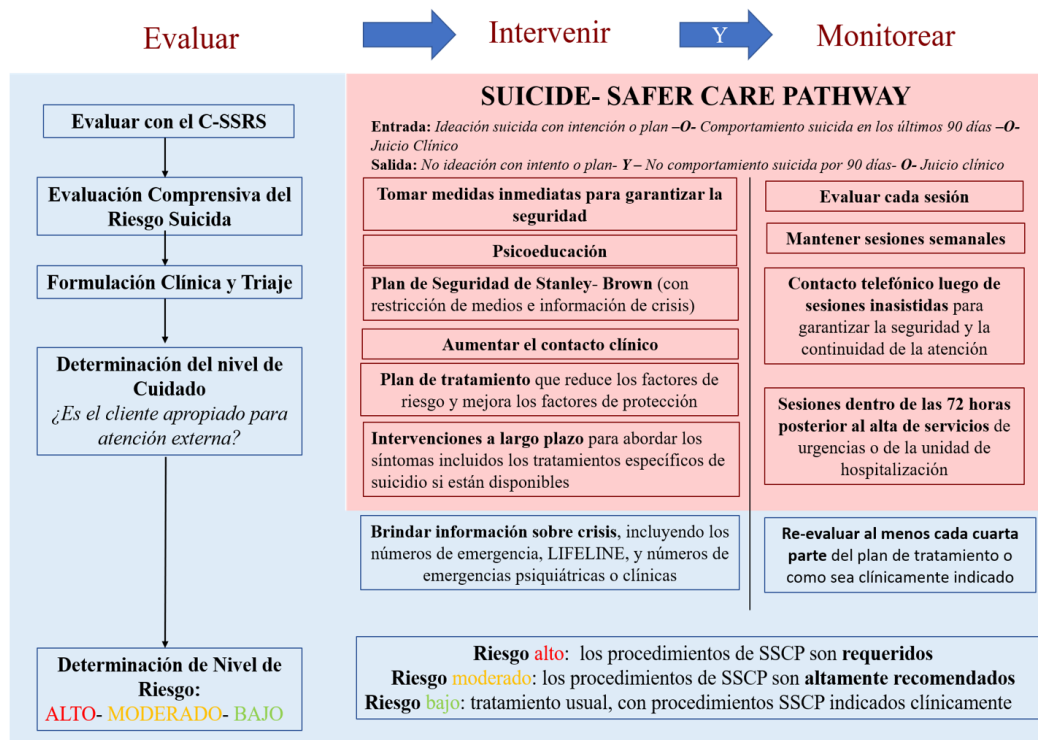 Evaluar
Intervenir
Y
Monitorear
Evaluar con el C-SSRS
Evaluación Comprensiva del
Riesgo Suicida
Formulación Clínica y Triaje
Determinación del nivel de
Cuidado
¿Es el cliente apropiado para
atención externa?
Determinación de Nivel de
Riesgo:
ALTO- MODERADO- BAJO
SUICIDE- SAFER CARE PATHWAY
Entrada: Ideación suicida con intención o plan –O- Comportamiento suicida en los últimos 90 días –O-
Juicio Clínico
Salida: No ideación con intento o plan- Y – No comportamiento suicida por 90 días- O- Juicio clínico
Tomar medidas inmediatas para garantizar la
seguridad
Psicoeducación
Plan de Seguridad de Stanley- Brown (con
restricción de medios e información de crisis)
Aumentar el contacto clínico
Plan de tratamiento que reduce los factores de
riesgo y mejora los factores de protección
Intervenciones a largo plazo para abordar los
síntomas incluidos los tratamientos específicos de
suicidio si están disponibles
Brindar información sobre crisis, incluyendo los
números de emergencia, LIFELINE, y números de
emergencias psiquiátricas o clínicas
Evaluar cada sesión
Mantener sesiones semanales
Contacto telefónico luego de
sesiones inasistidas para
garantizar la seguridad y la
continuidad de la atención
Sesiones dentro de las 72 horas
posterior al alta de servicios de
urgencias o de la unidad de
hospitalización
Re-evaluar al menos cada cuarta
parte del plan de tratamiento o
como sea clínicamente indicado
Riesgo alto: los procedimientos de SSCP son requeridos
Riesgo moderado: los procedimientos de SSCP son altamente recomendados
Riesgo bajo: tratamiento usual, con procedimientos SSCP indicados clínicamente